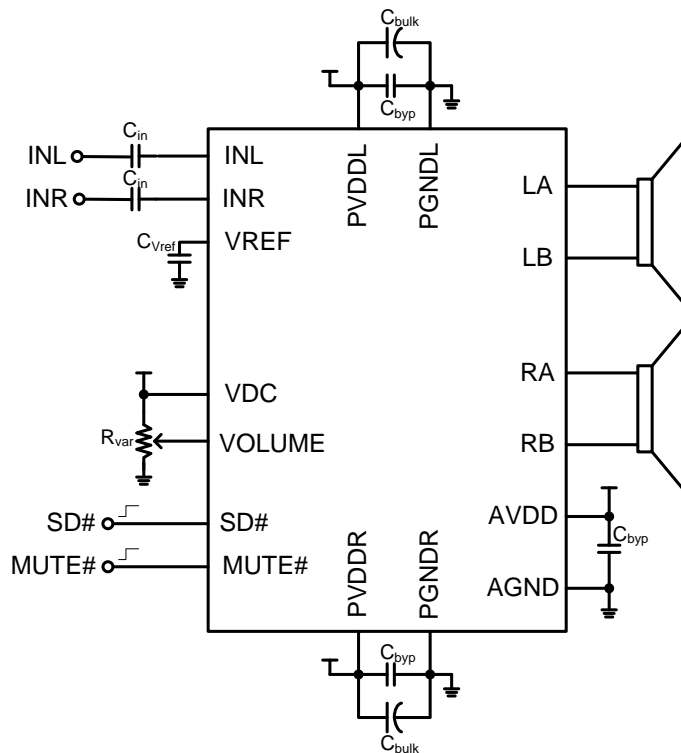 Cbulk
Cbyp
Cin
INL
INL
PVDDL
PGNDL
LA
Cin
INR
INR
CVref
VREF
LB
RA
VDC
Rvar
VOLUME
RB
SD#
SD#
AVDD
PVDDR
PGNDR
Cbyp
MUTE#
MUTE#
AGND
Cbyp
Cbulk